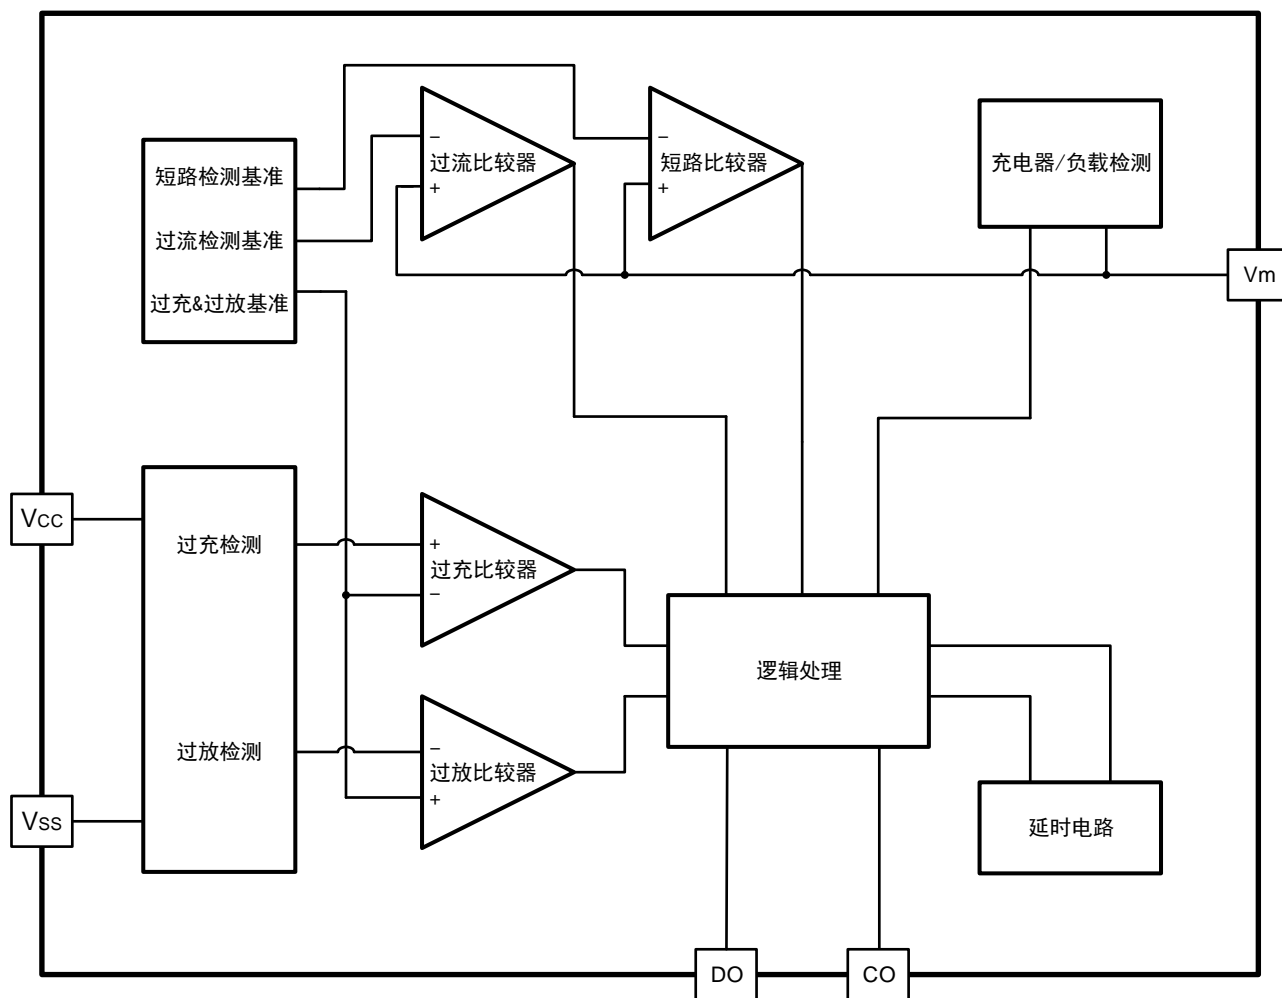 −
过流比较器
+
−
短路比较器
+
充电器/负载检测
短路检测基准
过流检测基准
过充&过放基准
Vm
VCC
VSS
过充检测
过放检测
+
过充比较器
−
−
过放比较器
+
逻辑处理
延时电路
DO
CO